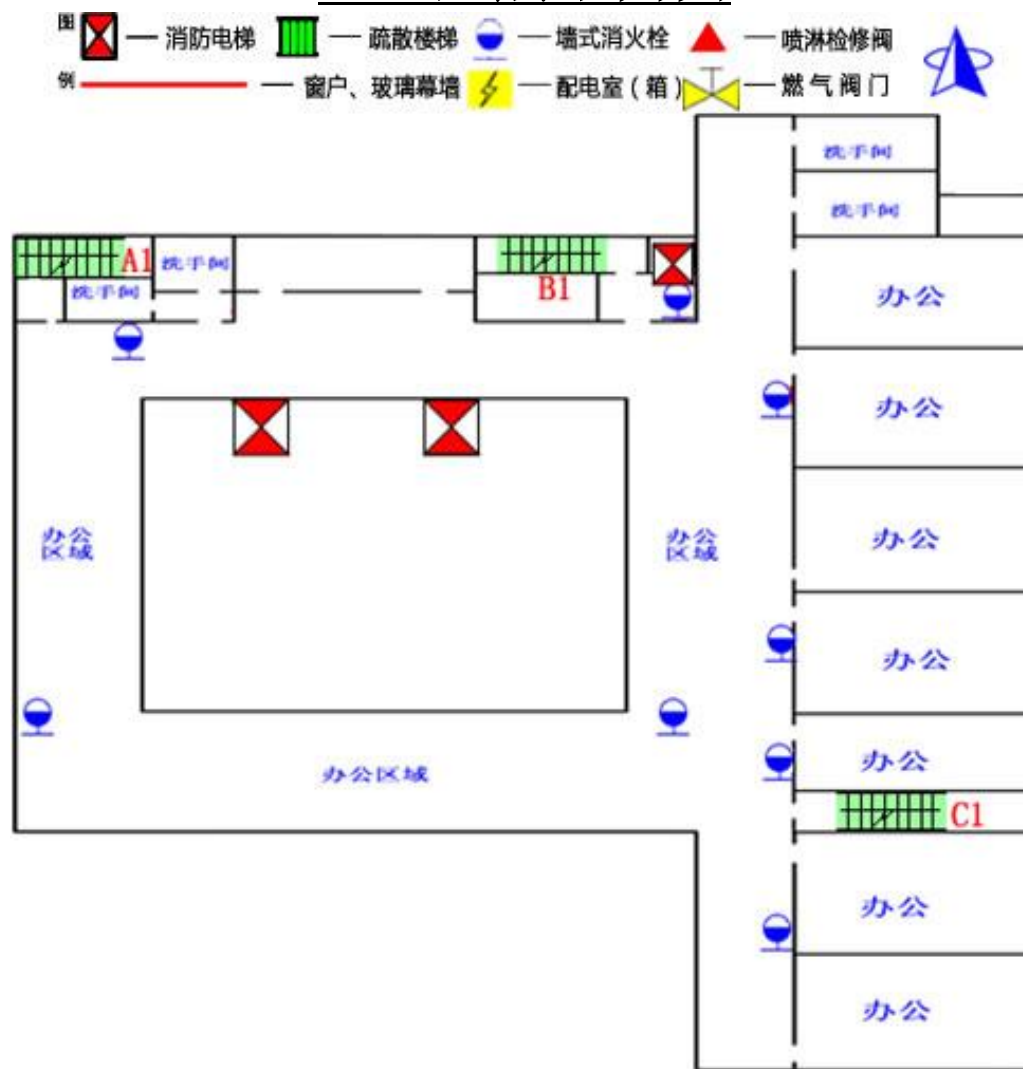 图
例
消防电梯
疏散楼梯
墙式消火栓
喷淋检修阀
窗户、玻璃幕墙
配电室(箱)
燃气阀门
洗手间
洗手间
A1
洗手间
洗手间
B1
办公
办公
办公
区域
办公
区域
办公
办公
办公区域
办公
C1
办公
办公